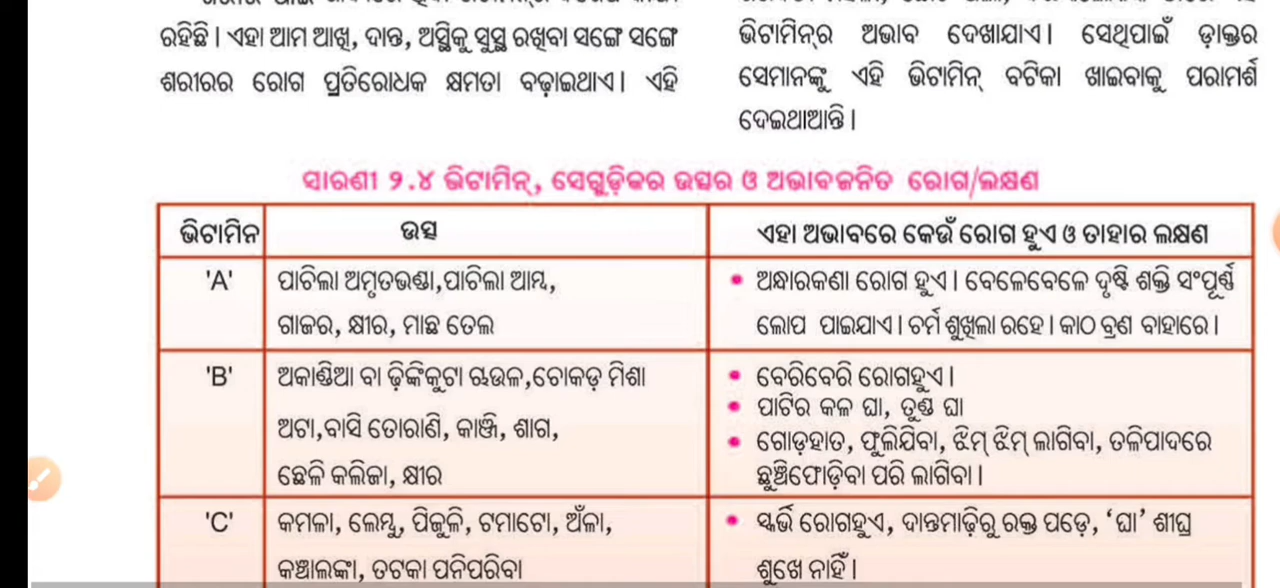 ରହିଛି । ଏହା ଆମ ଆଖି, ଦାନ୍ତ, ଅସ୍ଥିକୁ ସୁସ୍ଥ ରଖିବା ସଙ୍ଗେ ସଙ୍ଗେ
ଶରୀରର ରୋଗ ପ୍ରତିରୋଧକ କ୍ଷମତା ବଢ଼ାଇଥାଏ । ଏହି
ଭିଟାମିନ୍‌ର ଅଭାବ ଦେଖାଯାଏ । ସେଥିପାଇଁ ଡ଼ାକ୍ତର
ସେମାନଙ୍କୁ ଏହି ଭିଟାମିନ୍ ବଟିକା ଖାଇବାକୁ ପରାମର୍ଶ
ଦେଇଥାଆନ୍ତି ।
ସାରଣୀ ୨.୪ ଭିଟାମିନ୍, ସେଗୁଡ଼ିକର ଉତ୍ସର ଓ ଅଭାବଜନିତ ରୋଗ/ଲକ୍ଷଣ
ଭିଟାମିନ ଉତ୍ସ ଏହା ଅଭାବରେ କେଉଁ ରୋଗ ହୁଏ ଓ ତାହାର ଲକ୍ଷଣ
'A' ପାଚିଲା ଅମୃତଭଣ୍ଡା,ପାଚିଲା ଆମ୍ବ,
ଗାଜର, କ୍ଷୀର, ମାଛ ତେଲ
• ଅନ୍ଧାରକଣା ରୋଗ ହୁଏ । ବେଳେବେଳେ ଦୃଷ୍ଟି ଶକ୍ତି ସଂପୂର୍ଣ୍ଣ
ଲୋପ ପାଇଯାଏ । ଚର୍ମ ଶୁଖିଲା ରହେ । କାଠ ବ୍ରଣ ବାହାରେ ।
'B' ଅକାଣ୍ଡିଆ ବା ଢ଼ିଙ୍କିକୁଟା ଚାଉଳ,ଚୋକଡ଼ ମିଶା
ଅଟା,ବାସି ତୋରାଣି, କାଞ୍ଜି, ଶାଗ,
ଛେଳି କଲିଜା, କ୍ଷୀର
• ବେରିବେରି ରୋଗହୁଏ ।
• ପାଟିର କଳ ଘା, ତୁଣ୍ଡ ଘା
• ଗୋଡ଼ହାତ, ଫୁଲିଯିବା, ଝିମ୍ ଝିମ୍ ଲାଗିବା, ତଳିପାଦରେ
ଛୁଞ୍ଚିଫୋଡ଼ିବା ପରି ଲାଗିବା ।
'C' କମଳା, ଲେମ୍ବୁ, ପିଜୁଳି, ଟମାଟୋ, ଅଁଳା,
କଞ୍ଚାଲଙ୍କା, ତଟକା ପନିପରିବା
• ସ୍କର୍ଭି ରୋଗହୁଏ, ଦାନ୍ତମାଢ଼ିରୁ ରକ୍ତ ପଡ଼େ, ‘ଘା’ ଶୀଘ୍ର
ଶୁଖେ ନାହିଁ ।